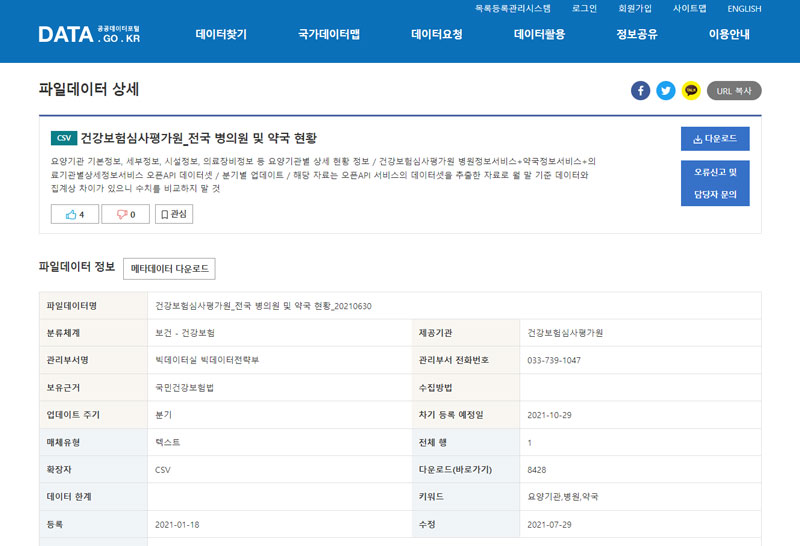 목록등록관리시스템 로그인 회원가입 사이트맵 ENGLISH
DATA 공공데이터포털 .GO.KR
데이터찾기 국가데이터맵 데이터요청 데이터활용 정보공유 이용안내
파일데이터 상세
f TALK URL 복사
CSV 건강보험심사평가원_전국 병의원 및 약국 현황
다운로드
요양기관 기본정보, 세부정보, 시설정보, 의료장비정보 등 요양기관별 상세 현황 정보 / 건강보험심사평가원 병원정보서비스+약국정보서비스+의
료기관별상세정보서비스 오픈API 데이터셋 / 분기별 업데이트 / 해당 자료는 오픈API 서비스의 데이터셋을 추출한 자료로 월 말 기준 데이터와
집계상 차이가 있으니 수치를 비교하지 말 것
오류신고 및
담당자 문의
4 0 관심
파일데이터 정보 메타데이터 다운로드
파일데이터명 건강보험심사평가원_전국 병의원 및 약국 현황_20210630
분류체계 보건 - 건강보험 제공기관 건강보험심사평가원
관리부서명 빅데이터실 빅데이터전략부 관리부서 전화번호 033-739-1047
보유근거 국민건강보험법 수집방법
업데이트 주기 분기 차기 등록 예정일 2021-10-29
매체유형 텍스트 전체 행 1
확장자 CSV 다운로드(바로가기) 8428
데이터 한계 키워드 요양기관,병원,약국
등록 2021-01-18 수정 2021-07-29